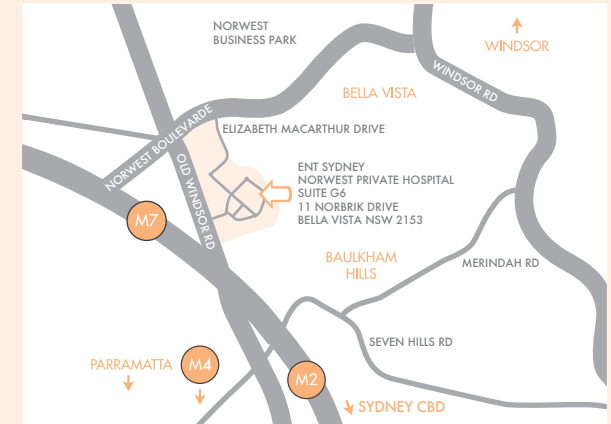 NORWEST
BUSINESS PARK
WINDSOR
WINDSOR RD
BELLA VISTA
NORWEST BOULEVARDE
ELIZABETH MACARTHUR DRIVE
OLD WINDSOR RD
ENT SYDNEY
NORWEST PRIVATE HOSPITAL
SUITE G6
11 NORBRIK DRIVE
BELLA VISTA NSW 2153
M7
BAULKHAM
HILLS
MERINDAH RD
SEVEN HILLS RD
PARRAMATTA
M4
M2
SYDNEY CBD